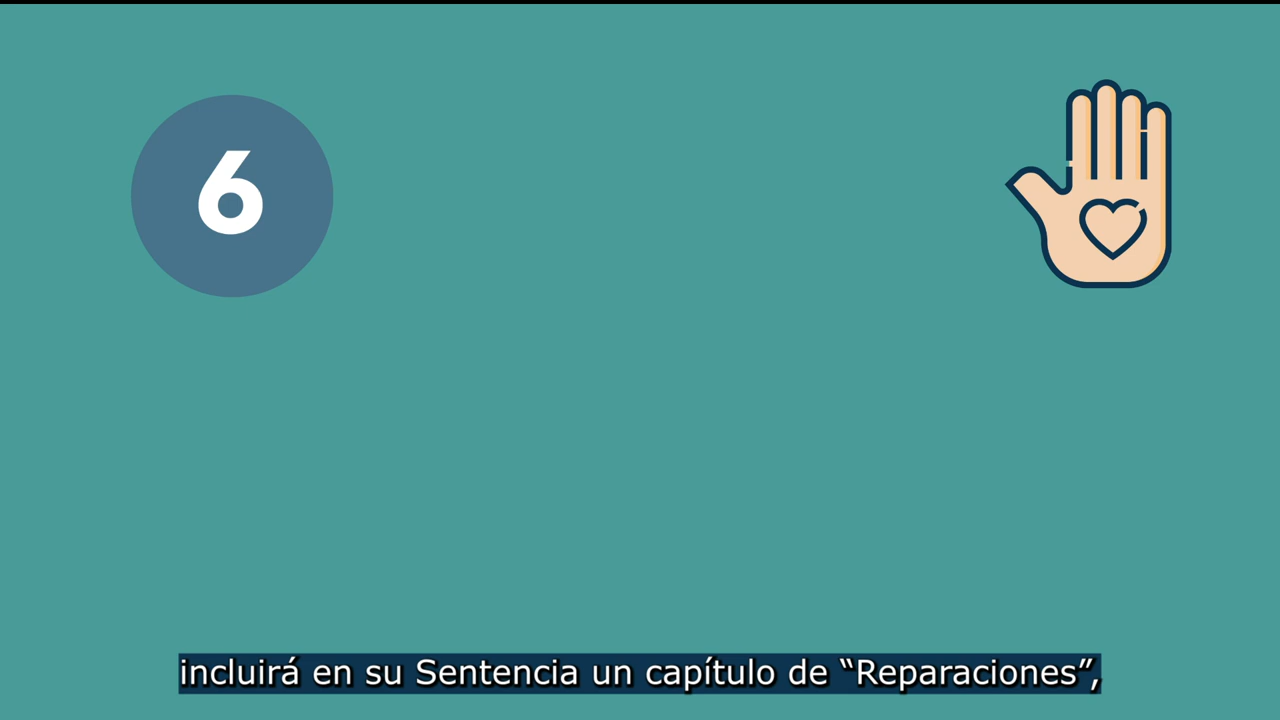 6
incluirá en su Sentencia un capítulo de “Reparaciones”,